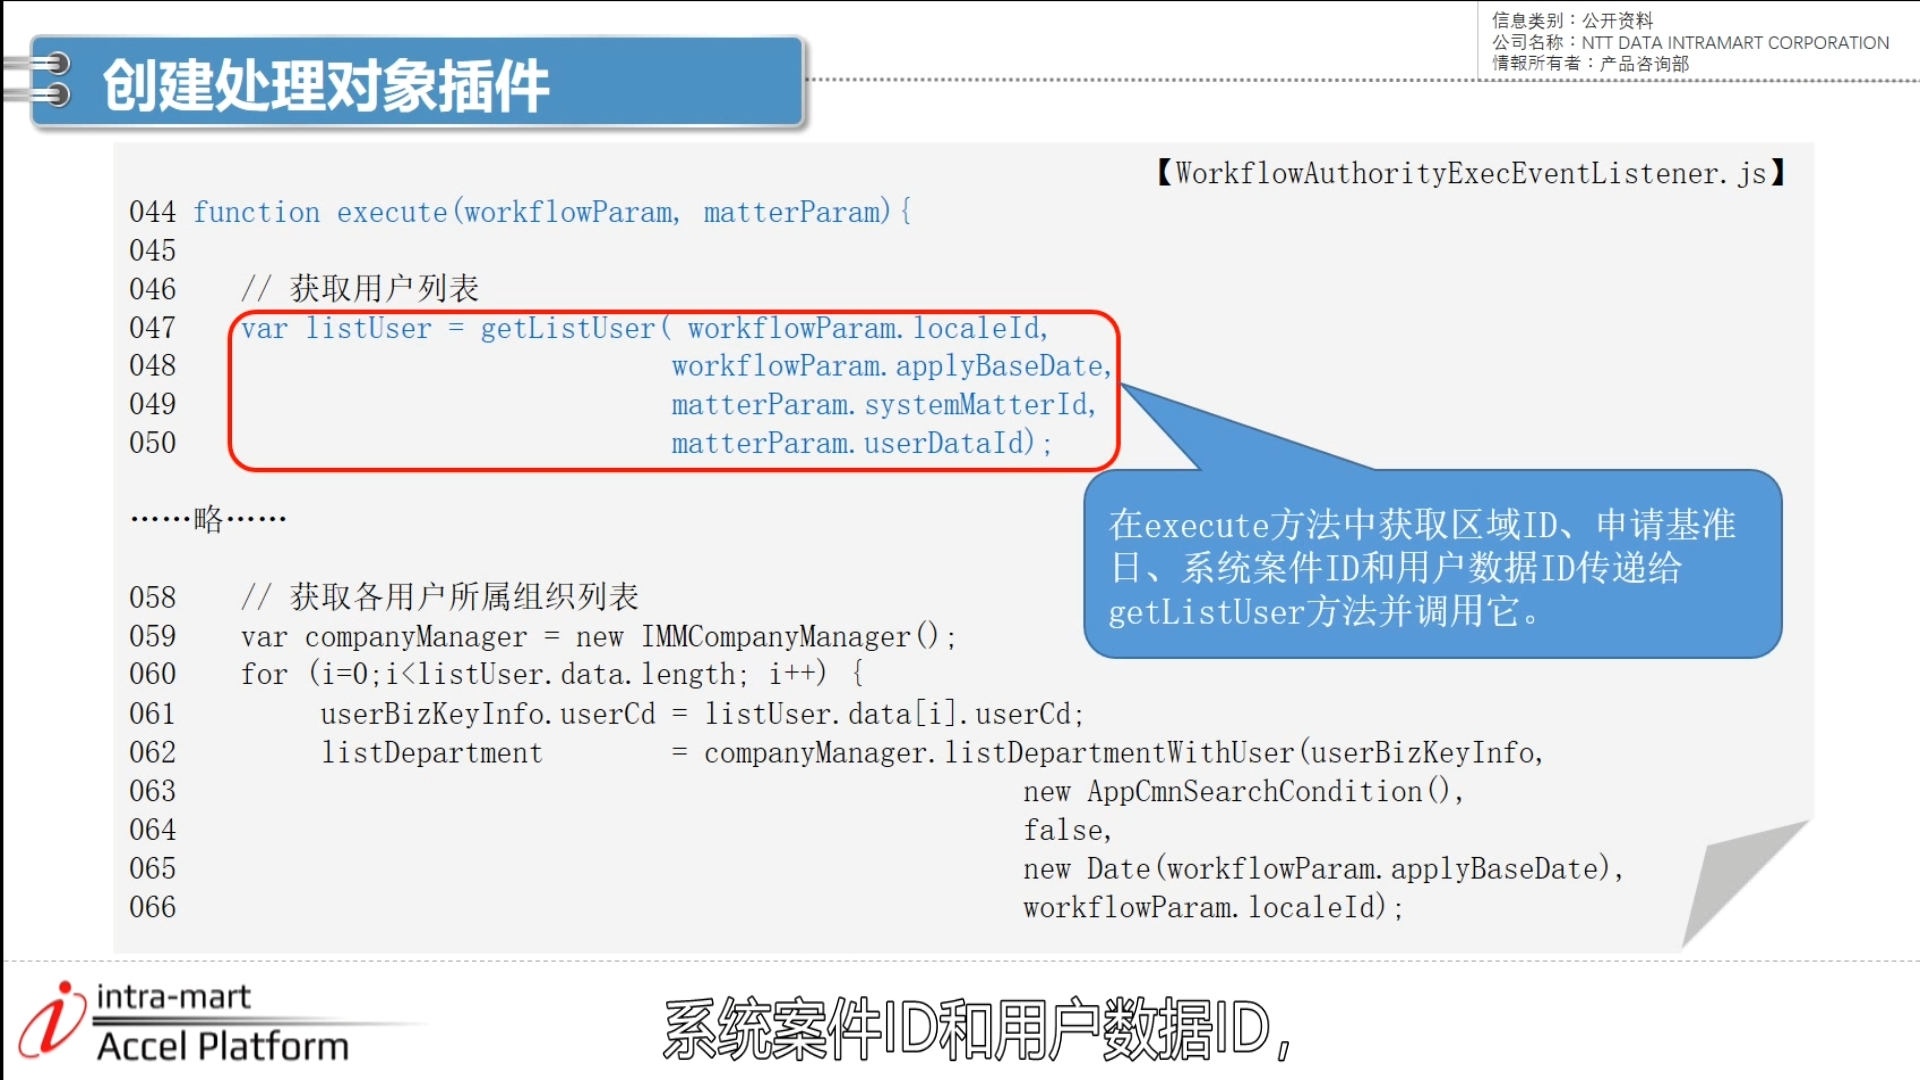 信息类别：公开资料
公司名称：NTT DATA INTRAMART CORPORATION
情報所有者：产品咨询部
创建处理对象插件
【WorkflowAuthorityExecEventListener.js】
044 function execute(workflowParam, matterParam){
045
046 // 获取用户列表
047 var listUser = getListUser( workflowParam.localeId,
048 workflowParam.applyBaseDate,
049 matterParam.systemMatterId,
050 matterParam.userDataId);
……略……
在execute方法中获取区域ID、申请基准
日、系统案件ID和用户数据ID传递给
getListUser方法并调用它。
058 // 获取各用户所属组织列表
059 var companyManager = new IMMCompanyManager();
060 for (i=0;i<listUser.data.length; i++) {
061 userBizKeyInfo.userCd = listUser.data[i].userCd;
062 listDepartment = companyManager.listDepartmentWithUser(userBizKeyInfo,
063 new AppCmnSearchCondition(),
064 false,
065 new Date(workflowParam.applyBaseDate),
066 workflowParam.localeId);
intra-mart
Accel Platform
系统案件ID和用户数据ID，